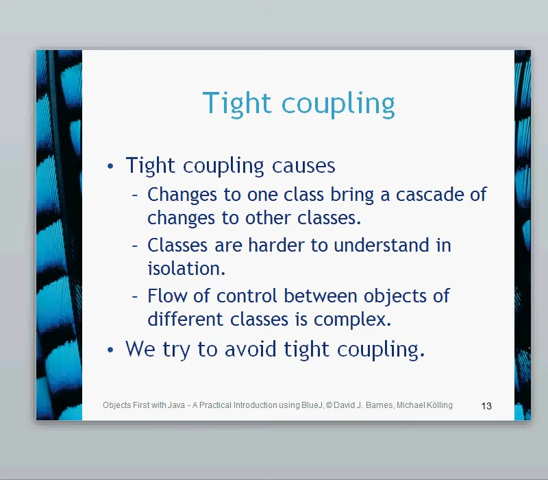 Tight coupling
• Tight coupling causes
– Changes to one class bring a cascade of
changes to other classes.
– Classes are harder to understand in
isolation.
– Flow of control between objects of
different classes is complex.
• We try to avoid tight coupling.
Objects First with Java - A Practical Introduction using BlueJ, © David J. Barnes, Michael Kölling
13